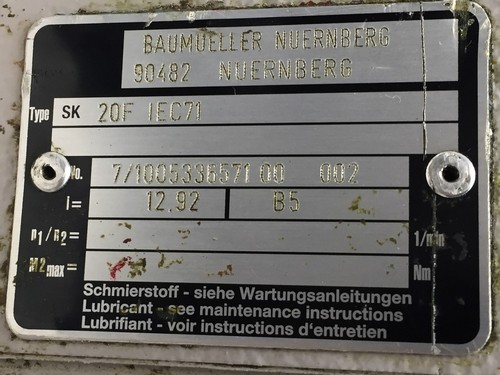 BAUMUELLER NUERNBERG
90482 NUERNBERG
Type SK 20F IEC71
No. 7/1005336571 00 002
i= 12.92 B5
n1/n2= 1/min
M2max= Nm
Schmierstoff - siehe Wartungsanleitungen
Lubricant - see maintenance instructions
Lubrifiant - voir instructions d'entretien